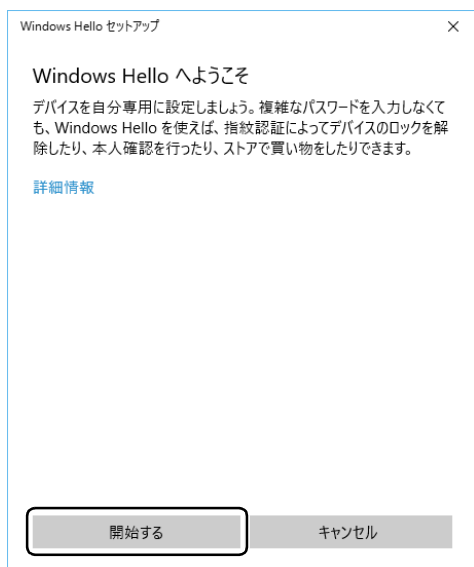 Windows Hello セットアップ
Windows Hello へようこそ
デバイスを自分専用に設定しましょう。複雑なパスワードを入力しなくて
も、Windows Hello を使えば、指紋認証によってデバイスのロックを解
除したり、本人確認を行ったり、ストアで買い物をしたりできます。
詳細情報
開始する
キャンセル